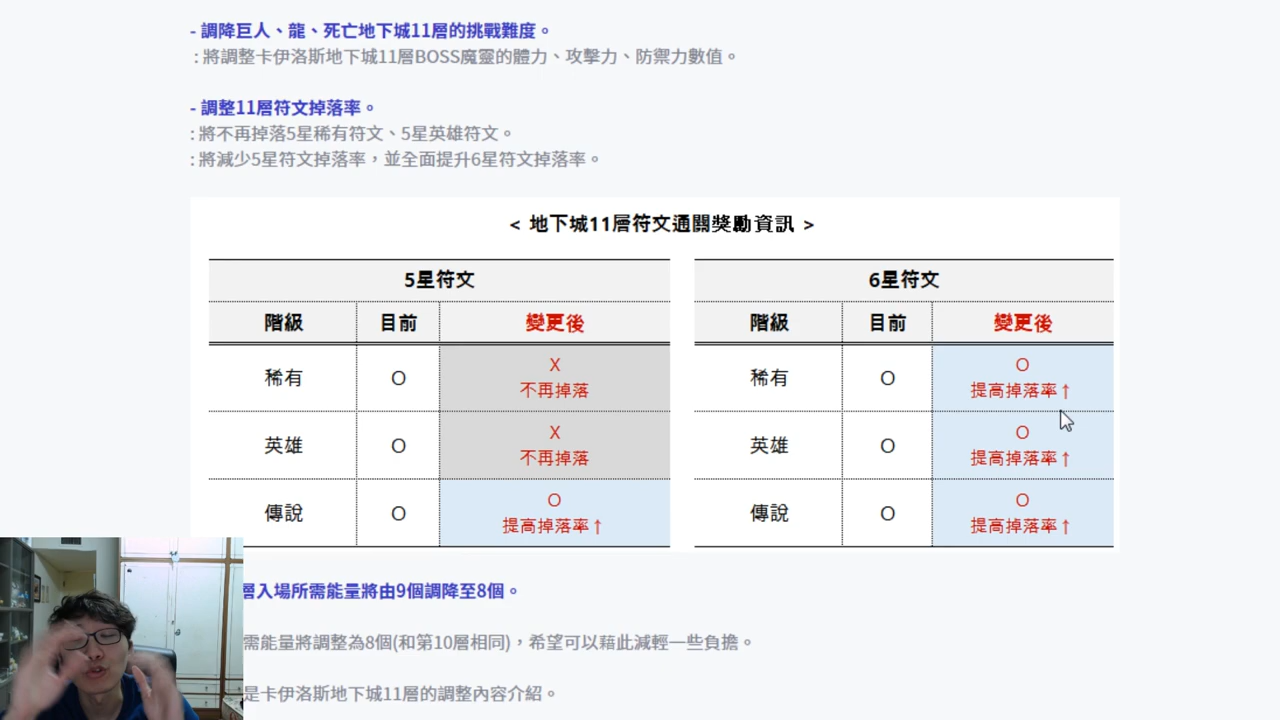 - 調降巨人、龍、死亡地下城11層的挑戰難度。
: 將調整卡伊洛斯地下城11層BOSS魔靈的體力、攻擊力、防禦力數值。
- 調整11層符文掉落率。
: 將不再掉落5星稀有符文、5星英雄符文。
: 將減少5星符文掉落率，並全面提升6星符文掉落率。
< 地下城11層符文通關獎勵資訊 >
5星符文 6星符文
階級 目前 變更後 階級 目前 變更後
稀有 O X 不再掉落 稀有 O O 提高掉落率↑
英雄 O X 不再掉落 英雄 O O 提高掉落率↑
傳說 O O 提高掉落率↑ 傳說 O O 提高掉落率↑
層入場所需能量將由9個調降至8個。
需能量將調整為8個(和第10層相同)，希望可以藉此減輕一些負擔。
是卡伊洛斯地下城11層的調整內容介紹。